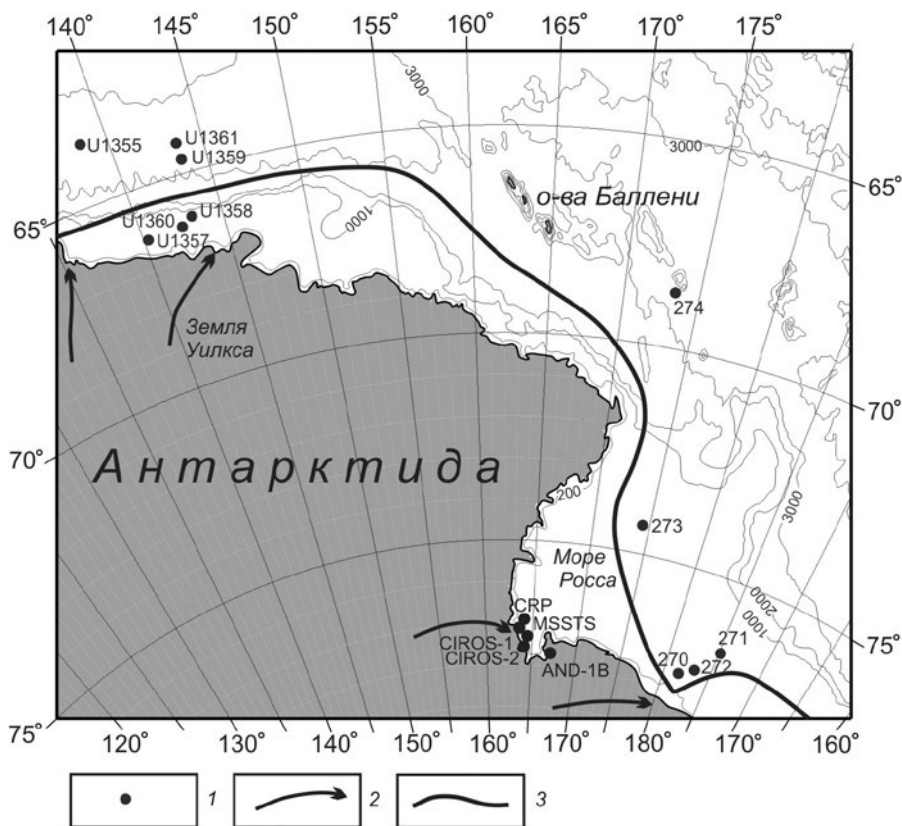 140° 145° 150° 155° 160° 165° 170° 175°
3000
U1355
U1361
U1359
3000
65°
о-ва Баллени
U1358
U1360
1000
U1357
65°
274
Земля
Уилкса
70°
70°
Антарктида
200
3000
273
Море
Росса
CRP
MSSTS
2000
1000
75°
CIROS-1
CIROS-2
AND-1B
270
272
271
75°
120° 130° 140° 150° 160° 170° 180° 170° 160°
1 2 3